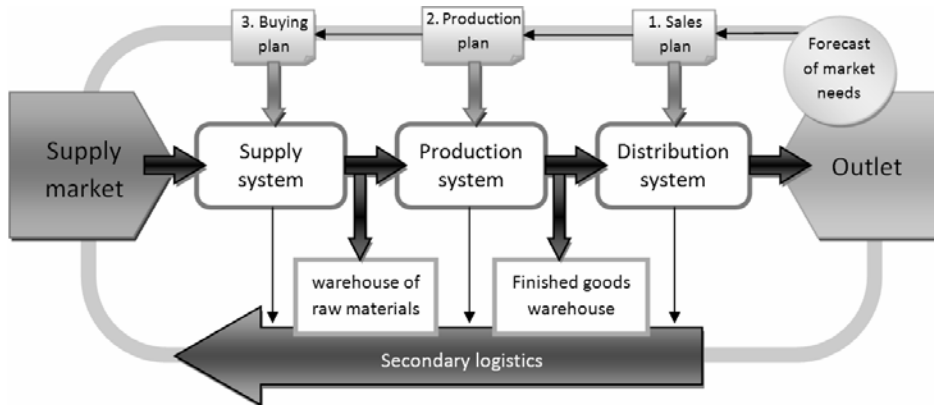 3. Buying
plan
2. Production
plan
1. Sales
plan
Forecast
of market
needs
Supply
market
Supply
system
Production
system
Distribution
system
Outlet
warehouse of
raw materials
Finished goods
warehouse
Secondary logistics